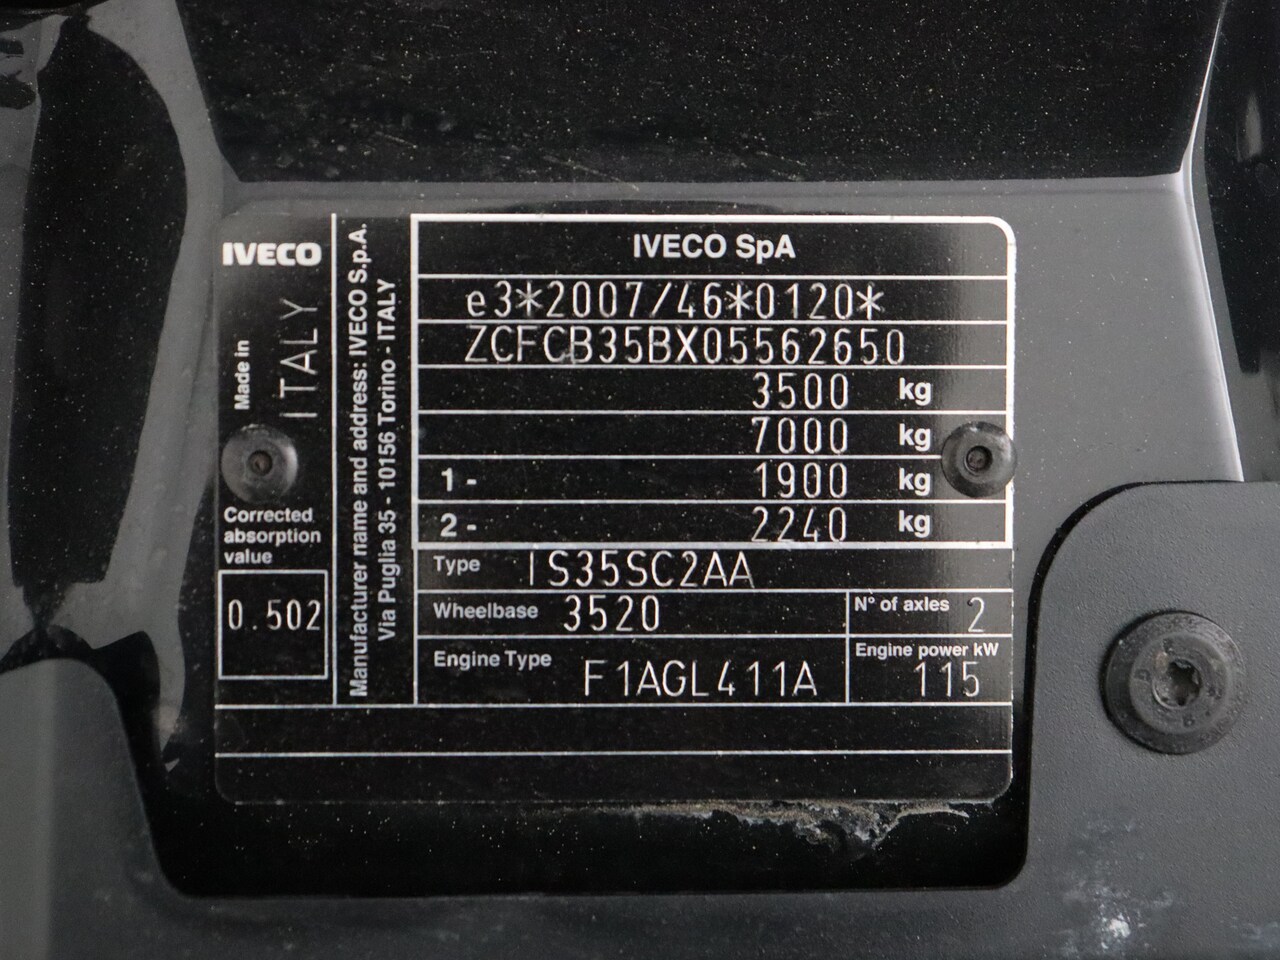 IVECO
Made in
ITALY
Corrected
absorption
value
0.502
Manufacturer name and address: IVECO S.p.A.
Via Puglia 35 - 10156 Torino - ITALY
IVECO SpA
e3*2007/46*0120*
ZCFCB35BX05562650
3500 kg
7000 kg
1 - 1900 kg
2 - 2240 kg
Type IS35SC2AA
Wheelbase 3520
N° of axles 2
Engine Type F1AGL411A
Engine power kW
115